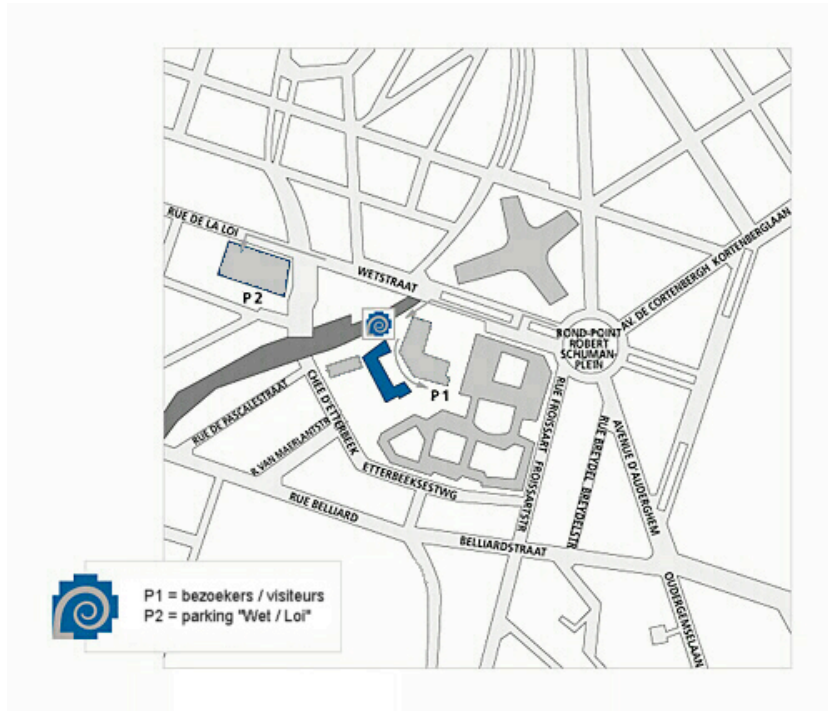 RUE DE LA LOI
P 2
WETSTRAAT
AV. DE CORTENBERGH KORTENBERGLAAN
ROND-POINT
ROBERT
SCHUMAN-
PLEIN
P 1
RUE DE PASCALESTRAAT
CHEE D'ETTERBEEK
R. VAN MAERLANTSTR
ETTERBEEKSESTWG
RUE BELLIARD
BELLIARDSTRAAT
RUE FROISSART FROISSARTSTR
RUE BREYDEL BREYDELSTR
AVENUE D'AUDERGHEM
OUDERGEMSELAAN
P1 = bezoekers / visiteurs
P2 = parking "Wet / Loi"